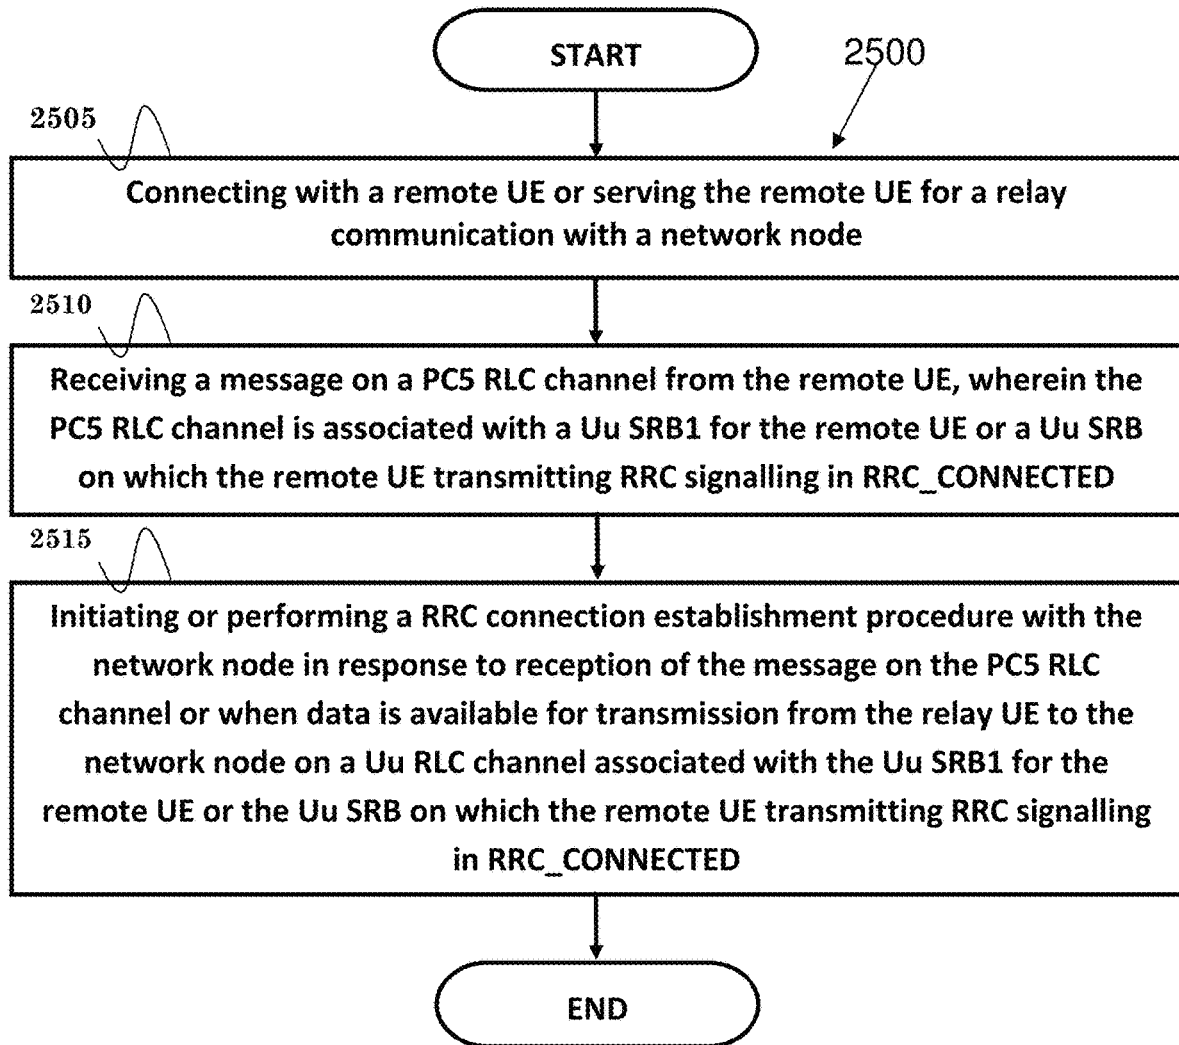 START
2500
2505
Connecting with a remote UE or serving the remote UE for a relay
communication with a network node
2510
Receiving a message on a PC5 RLC channel from the remote UE, wherein the
PC5 RLC channel is associated with a Uu SRB1 for the remote UE or a Uu SRB
on which the remote UE transmitting RRC signalling in RRC_CONNECTED
2515
Initiating or performing a RRC connection establishment procedure with the
network node in response to reception of the message on the PC5 RLC
channel or when data is available for transmission from the relay UE to the
network node on a Uu RLC channel associated with the Uu SRB1 for the
remote UE or the Uu SRB on which the remote UE transmitting RRC signalling
in RRC_CONNECTED
END